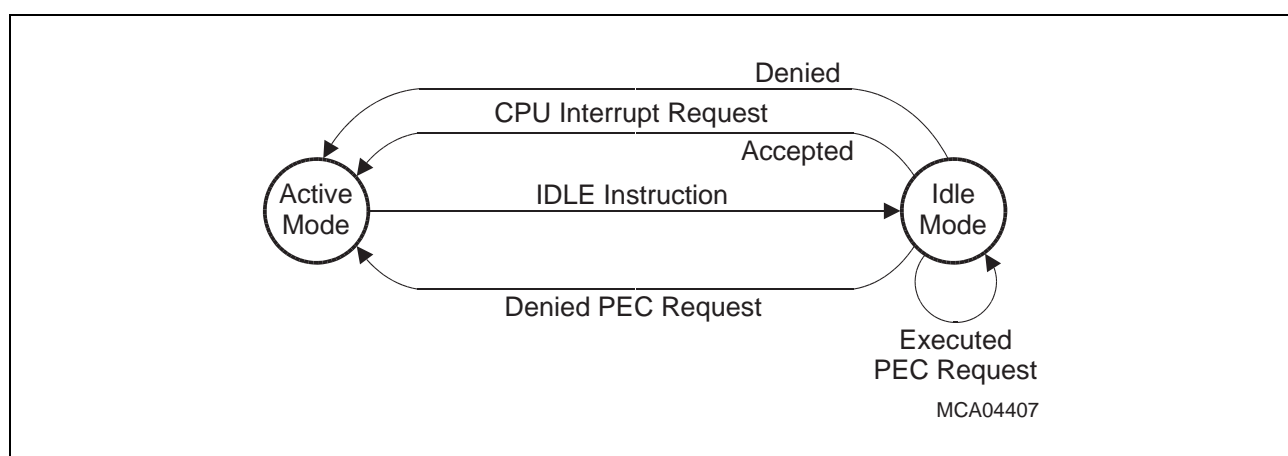 Denied
CPU Interrupt Request
Accepted
Active
Mode
IDLE Instruction
Idle
Mode
Denied PEC Request
Executed
PEC Request
MCA04407